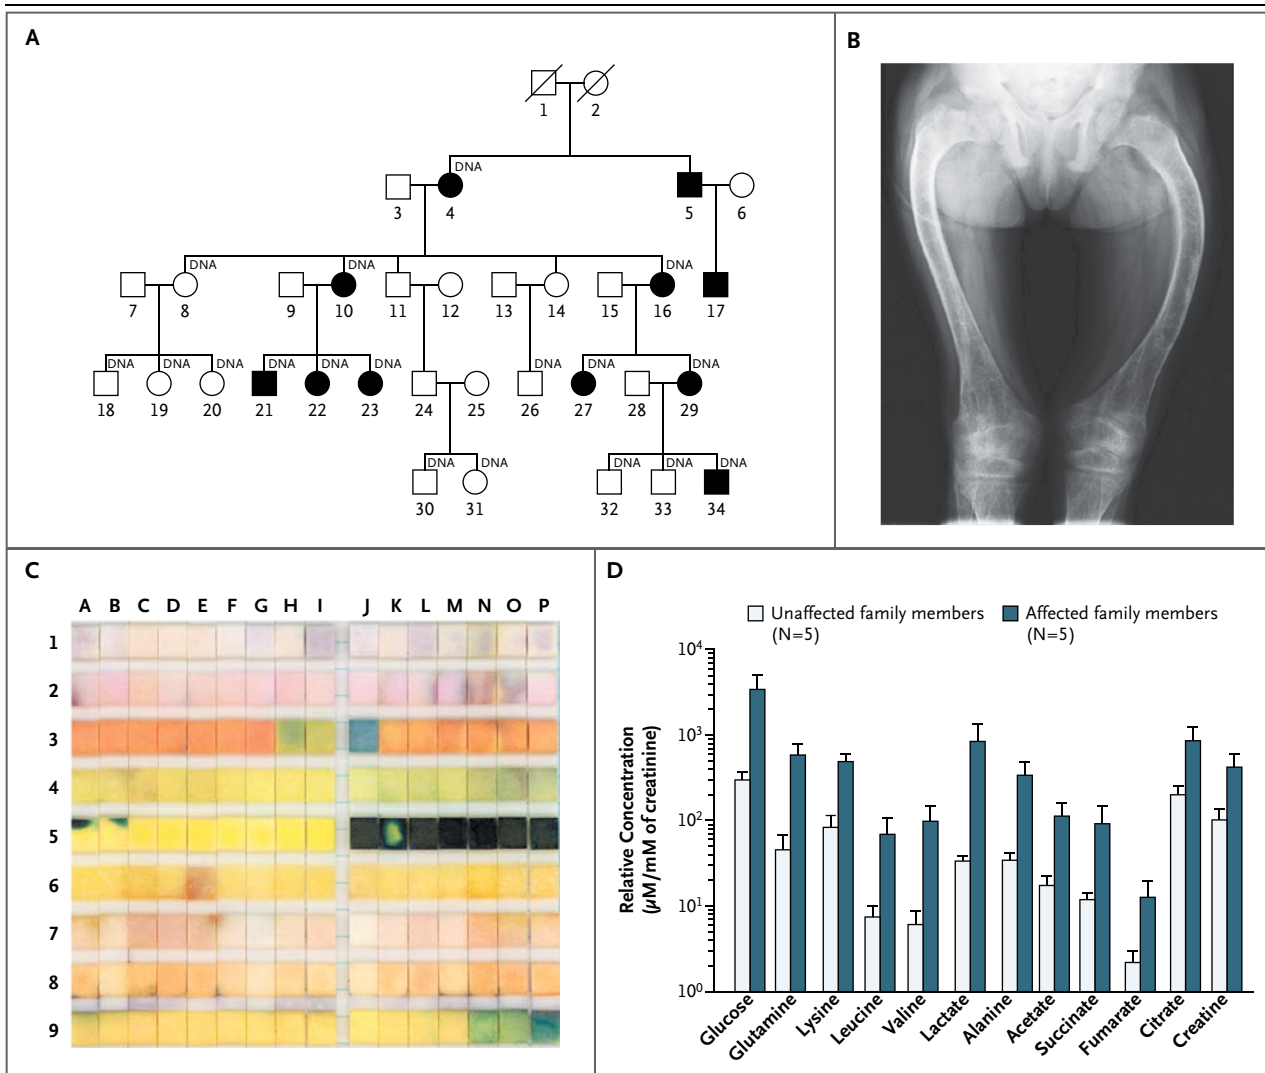 A
1 2
DNA
3 4 5 6
DNA DNA DNA
7 8 9 10 11 12 13 14 15 16 17
DNA DNA DNA DNA DNA DNA DNA DNA DNA
18 19 20 21 22 23 24 25 26 27 28 29
DNA DNA DNA DNA DNA
30 31 32 33 34
B
C
A B C D E F G H I J K L M N O P
1
2
3
4
5
6
7
8
9
D
Unaffected family members
(N=5)
Affected family members
(N=5)
Relative Concentration
(µM/mM of creatinine)
10⁴
10³
10²
10¹
10⁰
Glucose
Glutamine
Lysine
Leucine
Valine
Lactate
Alanine
Acetate
Succinate
Fumarate
Citrate
Creatine